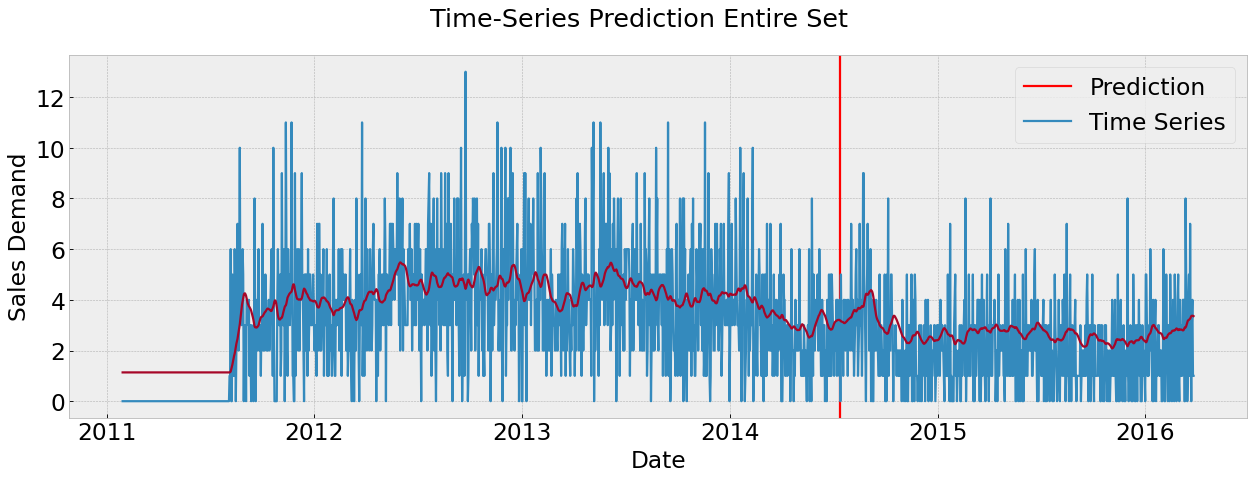 Time-Series Prediction Entire Set
Prediction
Time Series
12
10
8
6
4
2
0
Sales Demand
2011
2012
2013
2014
2015
2016
Date